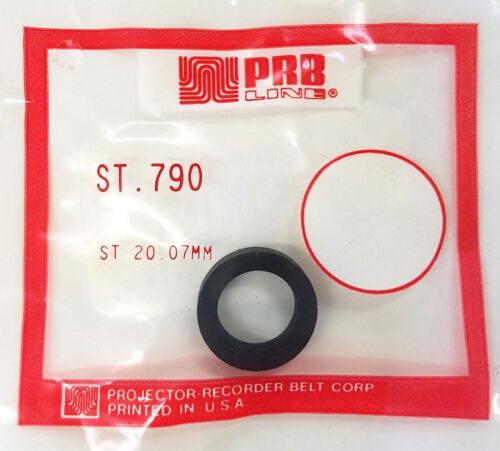 PRB
LINE®
ST.790
ST 20.07MM
PROJECTOR-RECORDER BELT CORP.
PRINTED IN U.S.A